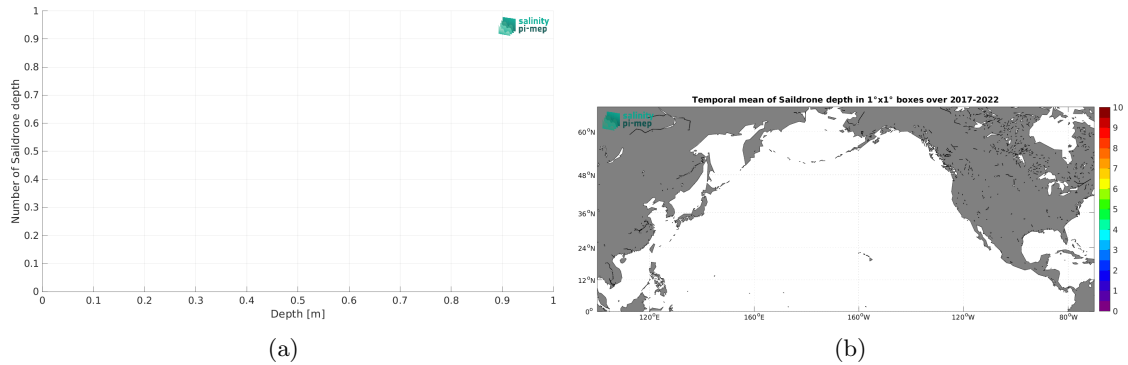 1
0.9
0.8
0.7
0.6
0.5
0.4
0.3
0.2
0.1
0
Number of Saildrone depth
salinity
pi-mep
0 0.1 0.2 0.3 0.4 0.5 0.6 0.7 0.8 0.9 1
Depth [m]
(a)
Temporal mean of Saildrone depth in 1°x1° boxes over 2017-2022
salinity
pi-mep
60°N
48°N
36°N
24°N
12°N
0°
120°E 160°E 160°W 120°W 80°W
10
9
8
7
6
5
4
3
2
1
0
(b)